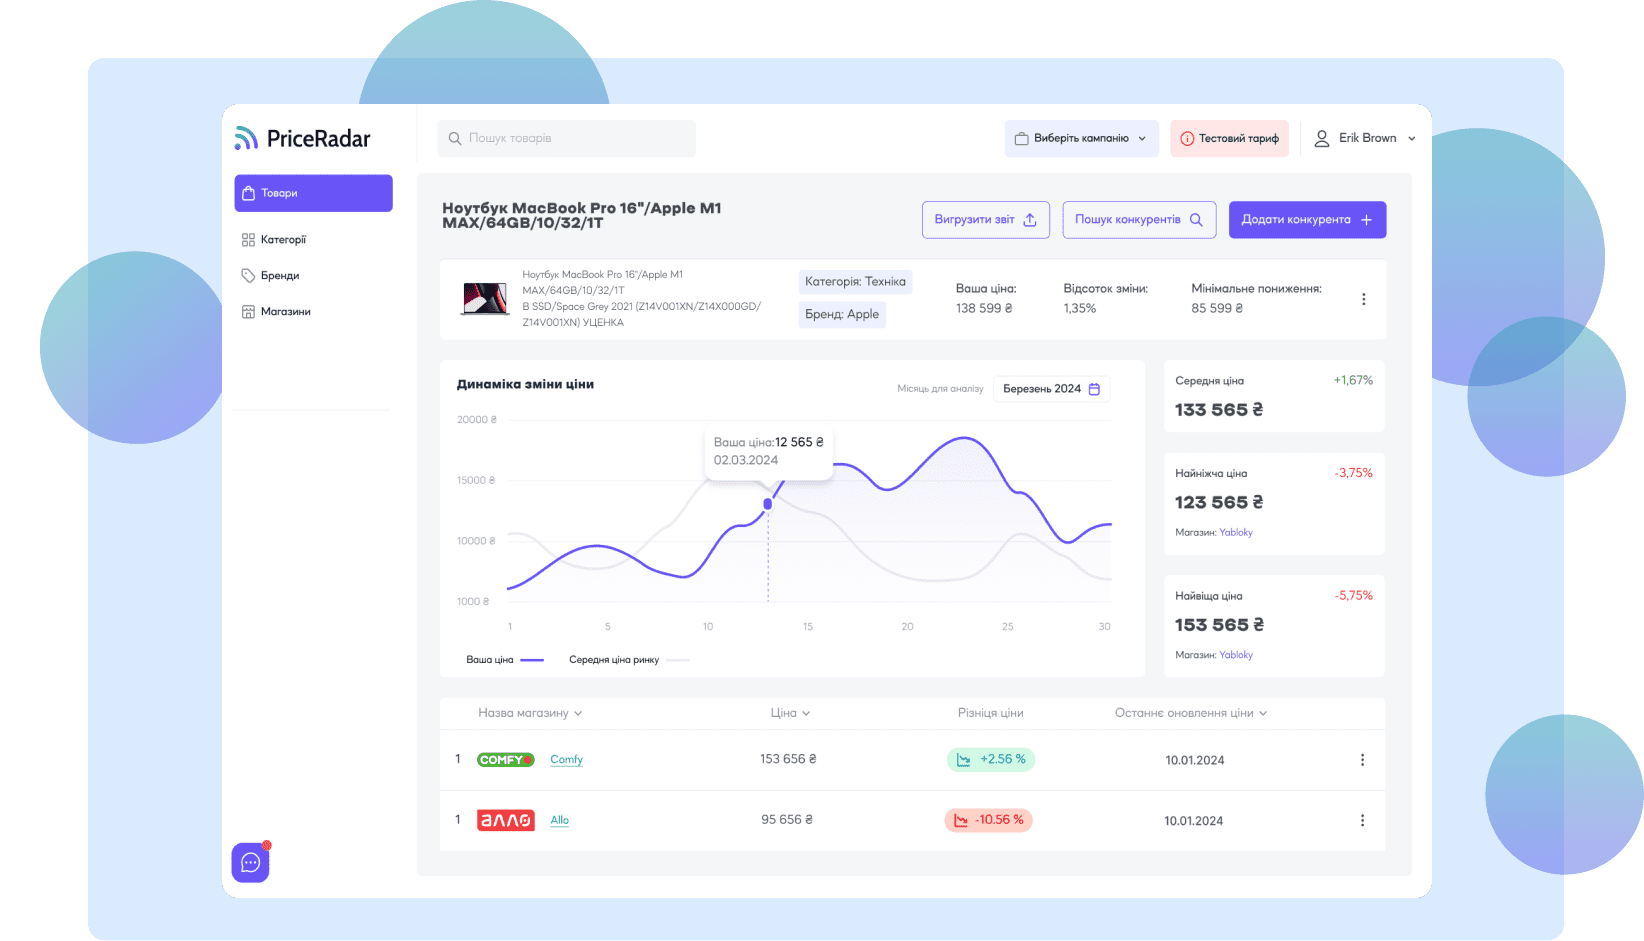 PriceRadar
Пошук товарів
Виберіть кампанію
Тестовий тариф
Erik Brown
Товари
Категорії
Бренди
Магазини
Ноутбук MacBook Pro 16"/Apple M1
MAX/64GB/10/32/1T
Вигрузити звіт
Пошук конкурентів
Додати конкурента
Ноутбук MacBook Pro 16"/Apple M1
MAX/64GB/10/32/1T
В SSD/Space Grey 2021 (Z14V001XN/Z14X000GD/
Z14V001XN) УЦЕНКА
Категорія: Техніка
Бренд: Apple
Ваша ціна:
138 599 ₴
Відсоток зміни:
1,35%
Мінімальне пониження:
85 599 ₴
Динаміка зміни ціни
Місяць для аналізу
Березень 2024
20000 ₴
15000 ₴
10000 ₴
1000 ₴
Ваша ціна:12 565 ₴
02.03.2024
1 5 10 15 20 25 30
Ваша ціна
Середня ціна ринку
Середня ціна
+1,67%
133 565 ₴
Найніжча ціна
-3,75%
123 565 ₴
Магазин: Yabloky
Найвіща ціна
-5,75%
153 565 ₴
Магазин: Yabloky
Назва магазину Ціна Різніця ціни Останнє оновлення ціни
1 COMFY Comfy 153 656 ₴ +2.56 % 10.01.2024
1 алло Allo 95 656 ₴ -10.56 % 10.01.2024